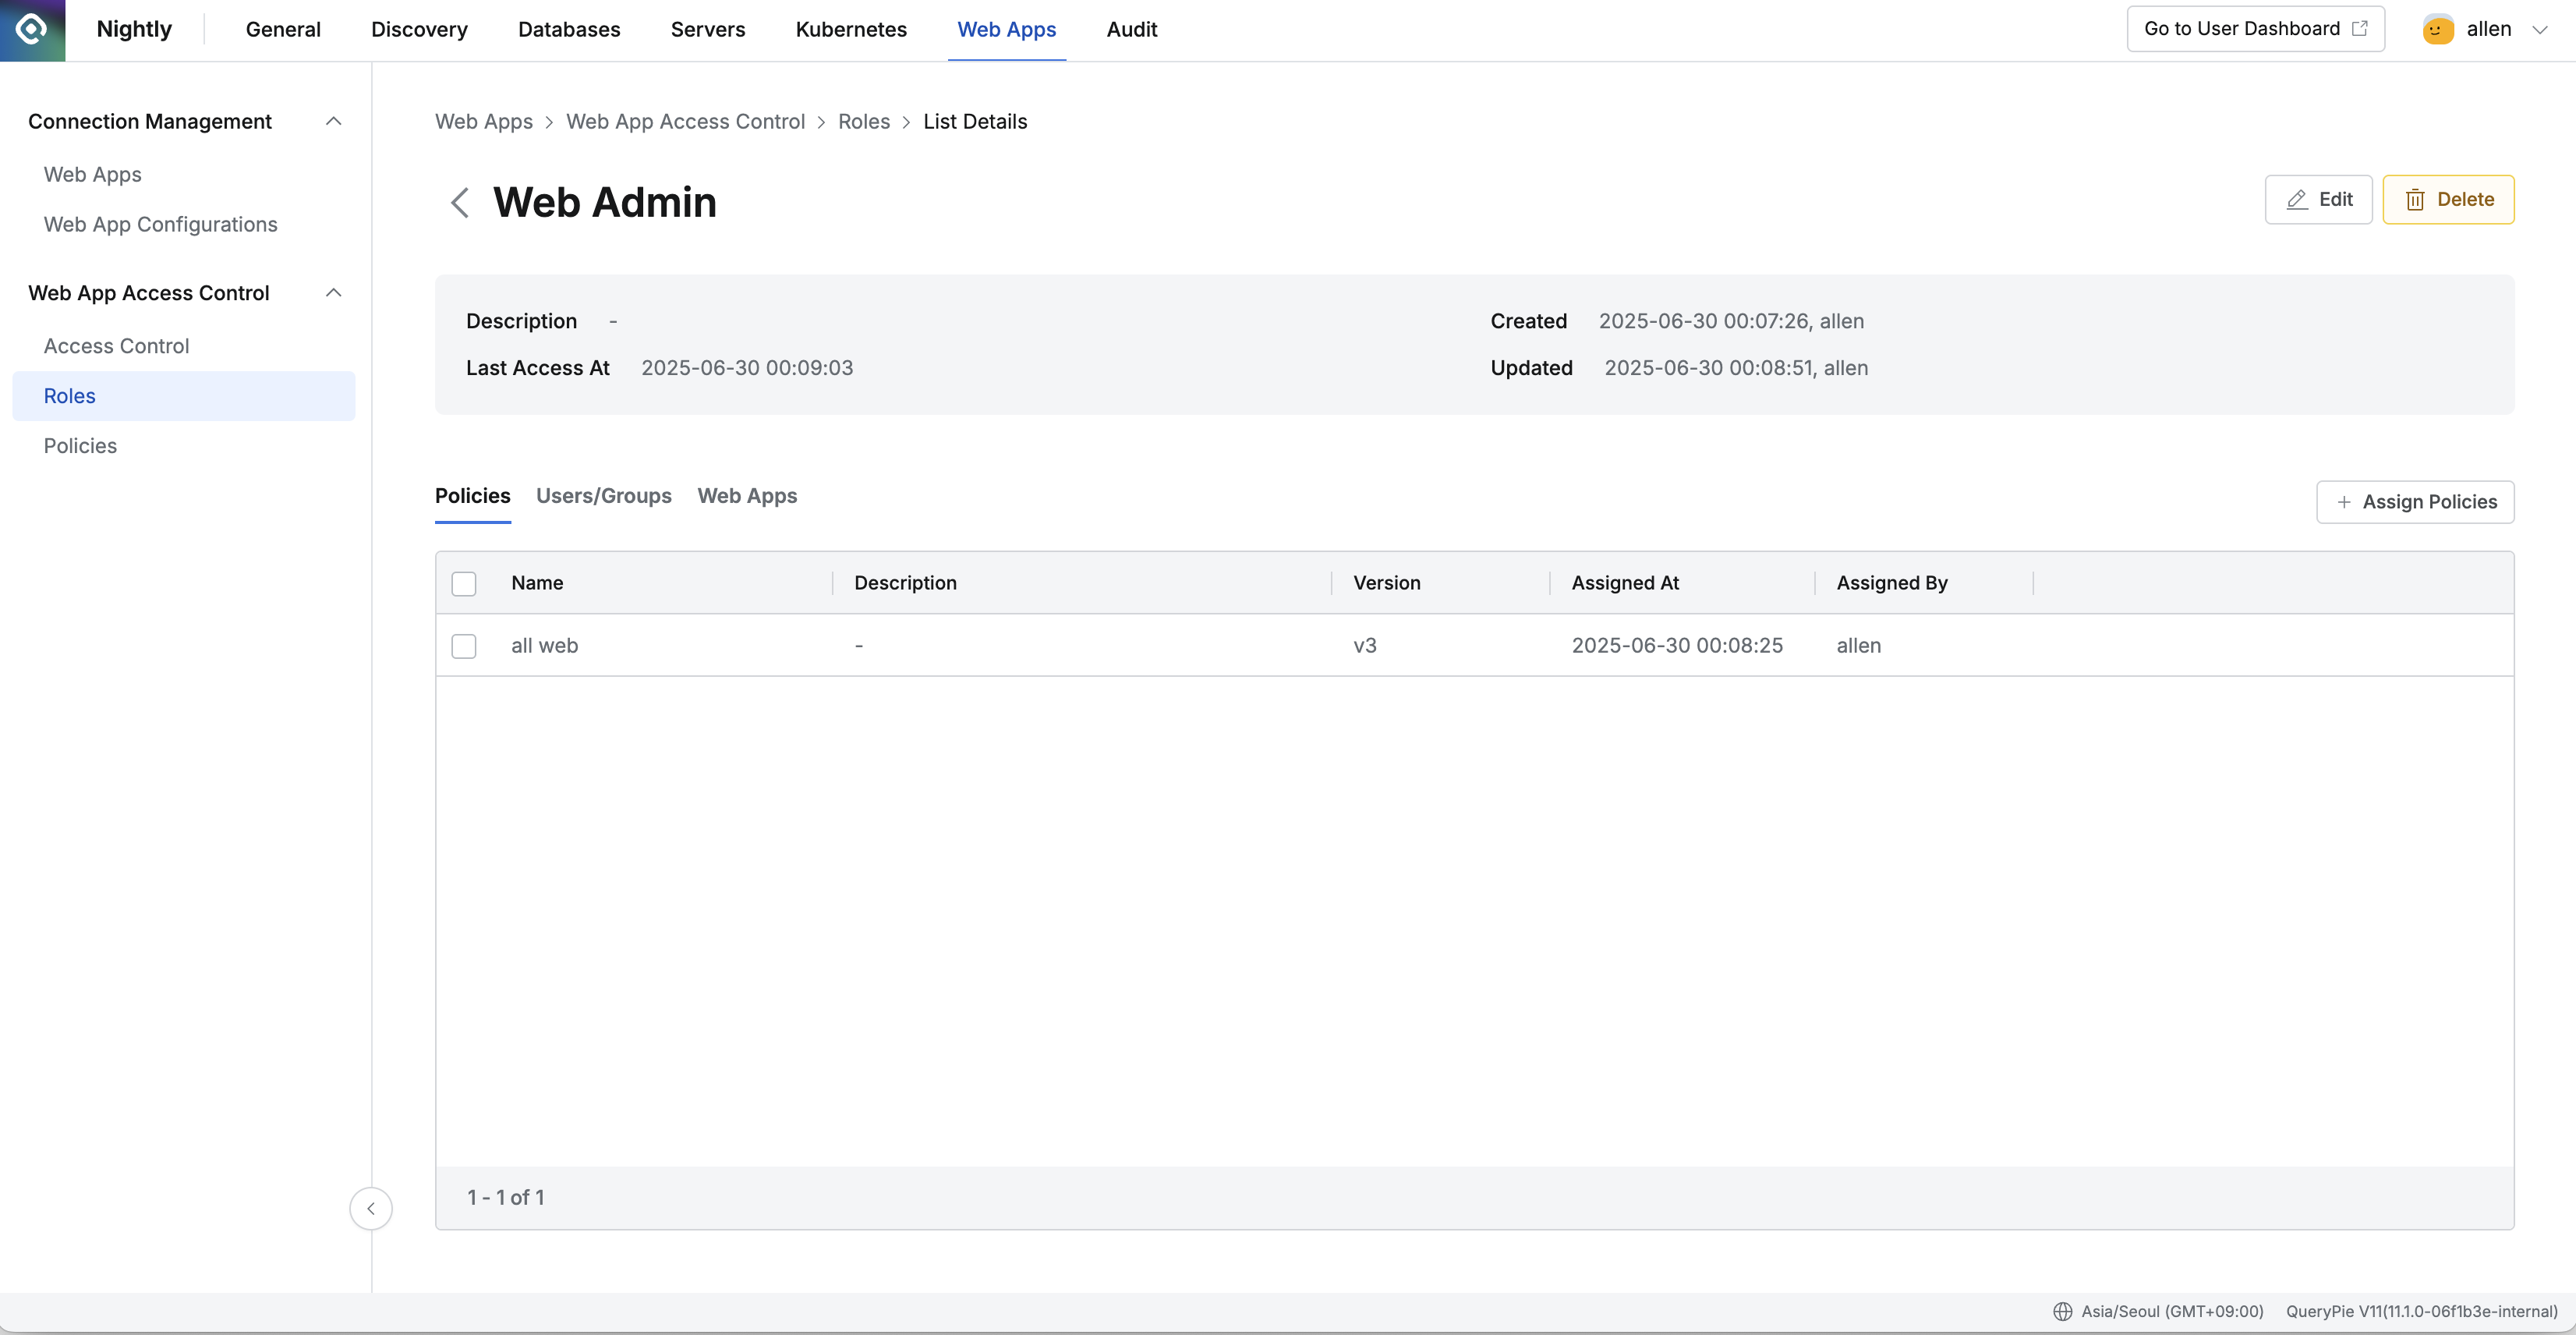 Nightly General Discovery Databases Servers Kubernetes Web Apps Audit Go to User Dashboard allen
Connection Management
Web Apps
Web App Configurations
Web App Access Control
Access Control
Roles
Policies
Web Apps > Web App Access Control > Roles > List Details
Web Admin
Edit Delete
Description - Created 2025-06-30 00:07:26, allen
Last Access At 2025-06-30 00:09:03 Updated 2025-06-30 00:08:51, allen
Policies Users/Groups Web Apps + Assign Policies
Name Description Version Assigned At Assigned By
all web - v3 2025-06-30 00:08:25 allen
1 - 1 of 1
Asia/Seoul (GMT+09:00) QueryPie V11(11.1.0-06f1b3e-internal)